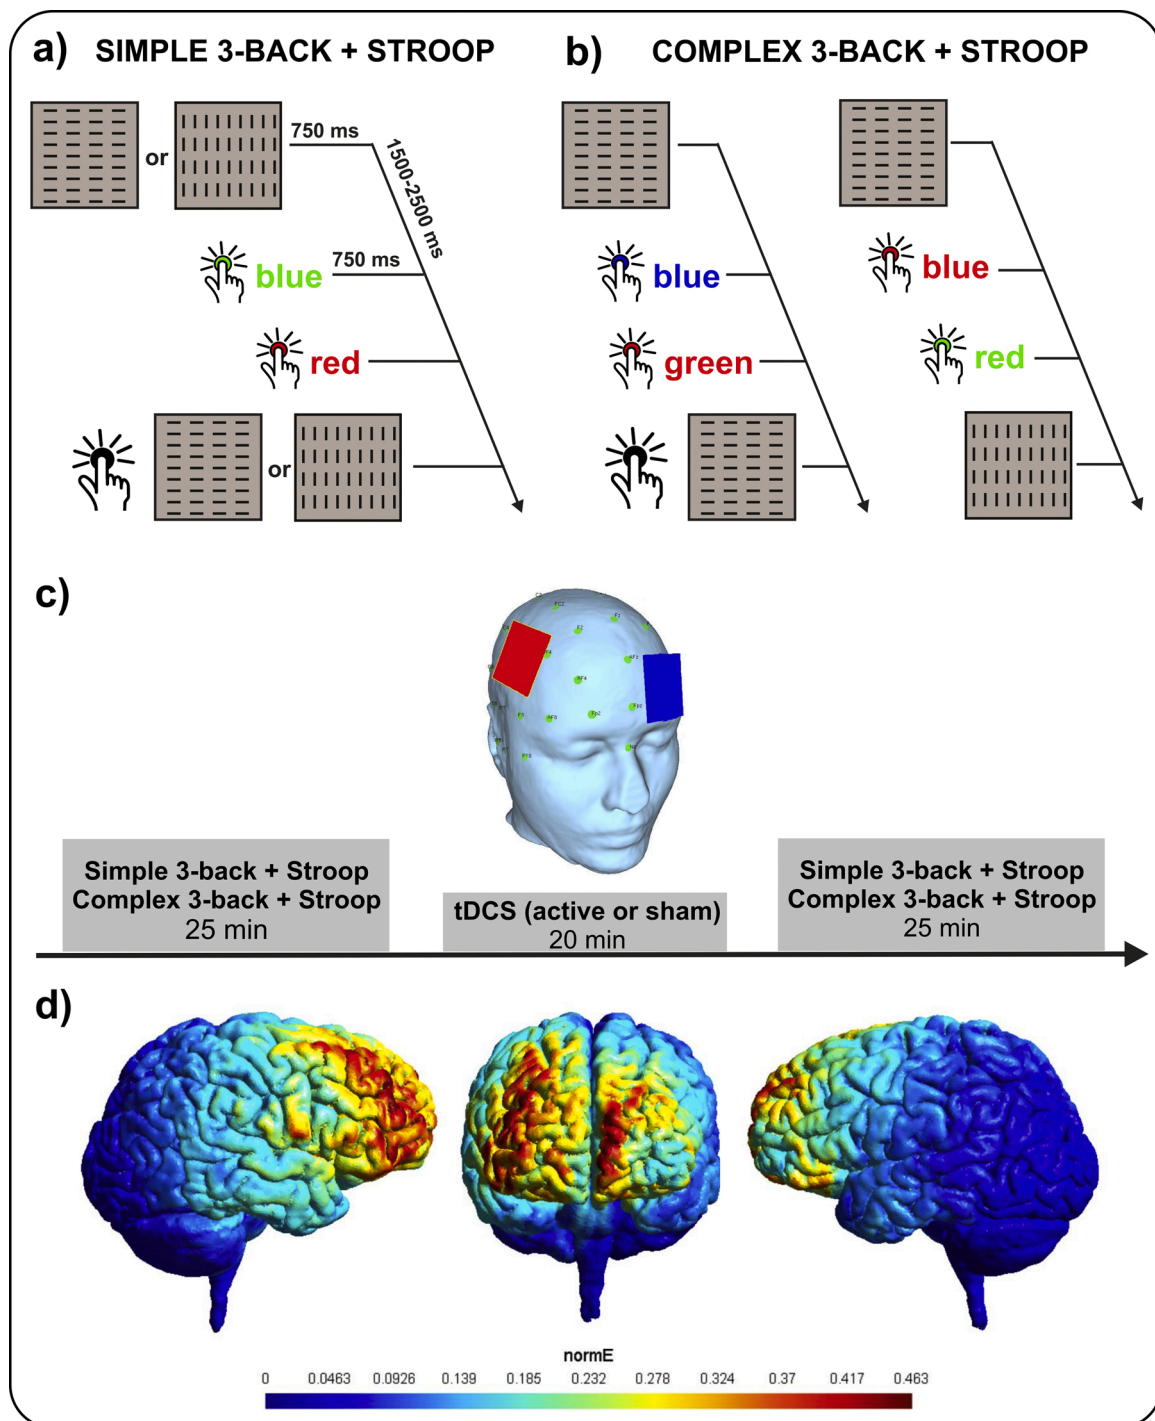 a) SIMPLE 3-BACK + STROOP
b) COMPLEX 3-BACK + STROOP
or
750 ms
1500-2500 ms
blue
750 ms
red
or
blue
green
blue
red
c)
F2
AF4
Fp2
Simple 3-back + Stroop
Complex 3-back + Stroop
25 min
tDCS (active or sham)
20 min
Simple 3-back + Stroop
Complex 3-back + Stroop
25 min
d)
normE
0 0.0463 0.0926 0.139 0.185 0.232 0.278 0.324 0.37 0.417 0.463